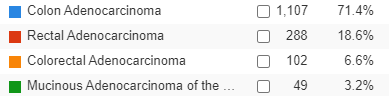 Colon Adenocarcinoma 1,107 71.4%
Rectal Adenocarcinoma 288 18.6%
Colorectal Adenocarcinoma 102 6.6%
Mucinous Adenocarcinoma of the ... 49 3.2%